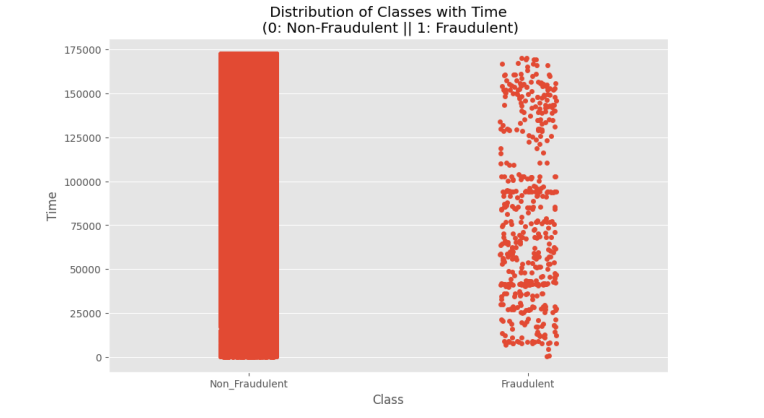 Distribution of Classes with Time
(0: Non-Fraudulent || 1: Fraudulent)
175000
150000
125000
100000
75000
50000
25000
0
Time
Non_Fraudulent
Fraudulent
Class